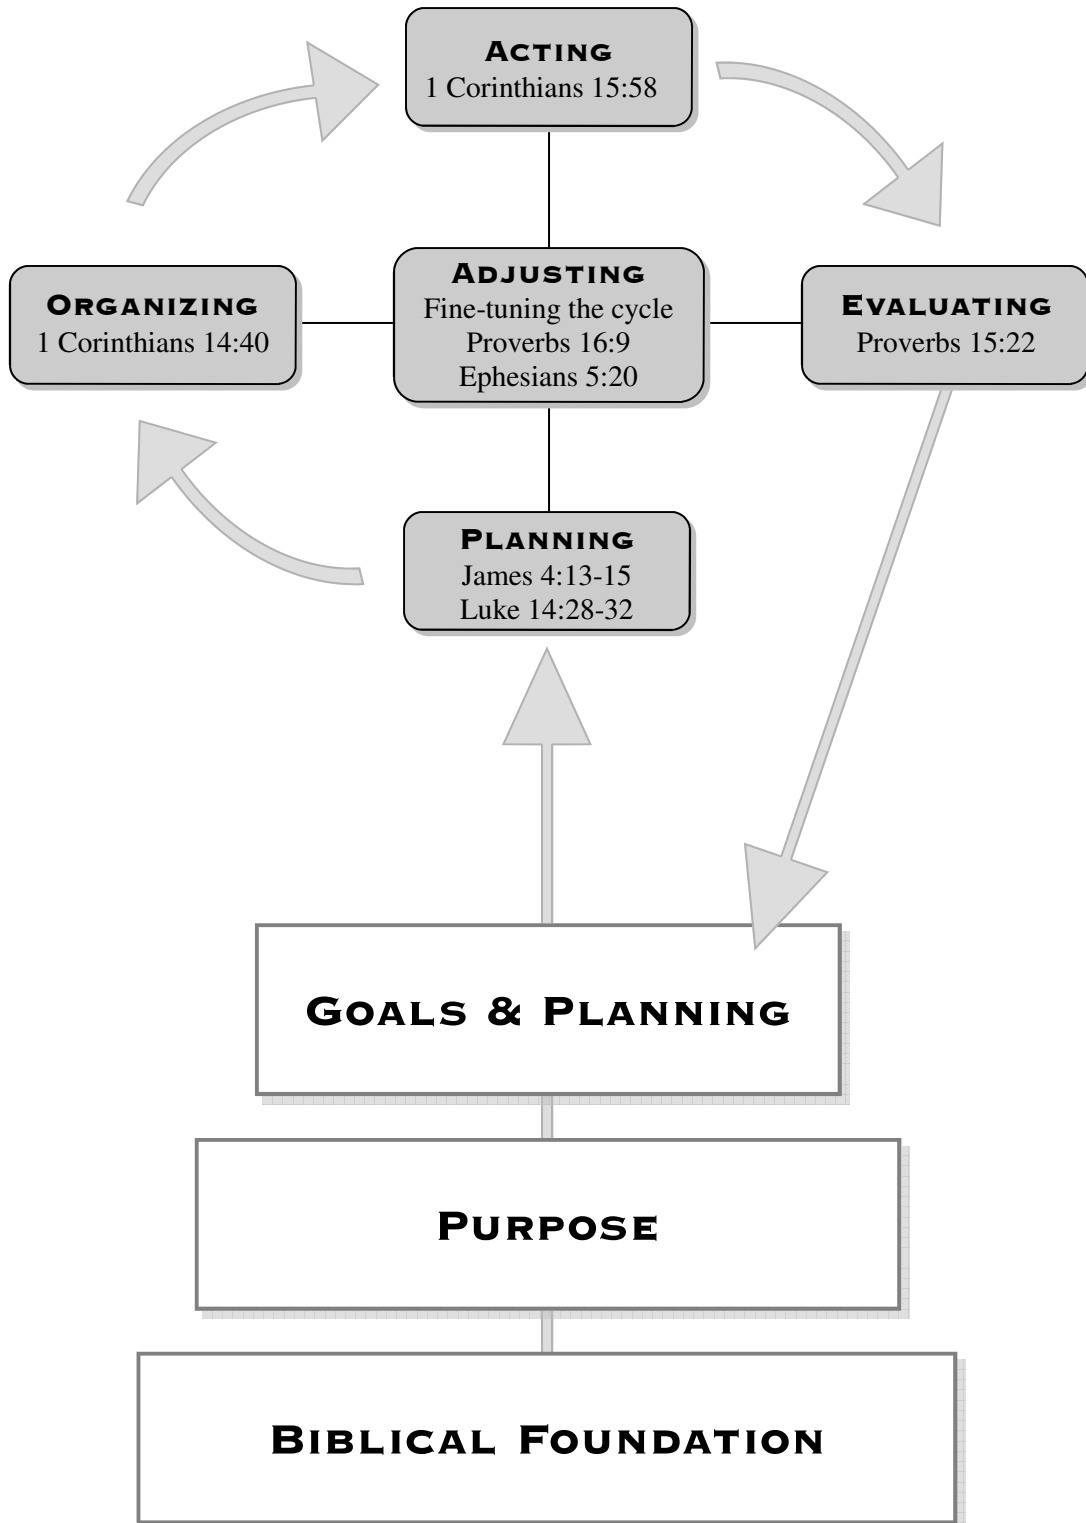 ACTING
1 Corinthians 15:58
ORGANIZING
1 Corinthians 14:40
ADJUSTING
Fine-tuning the cycle
Proverbs 16:9
Ephesians 5:20
EVALUATING
Proverbs 15:22
PLANNING
James 4:13-15
Luke 14:28-32
GOALS & PLANNING
PURPOSE
BIBLICAL FOUNDATION